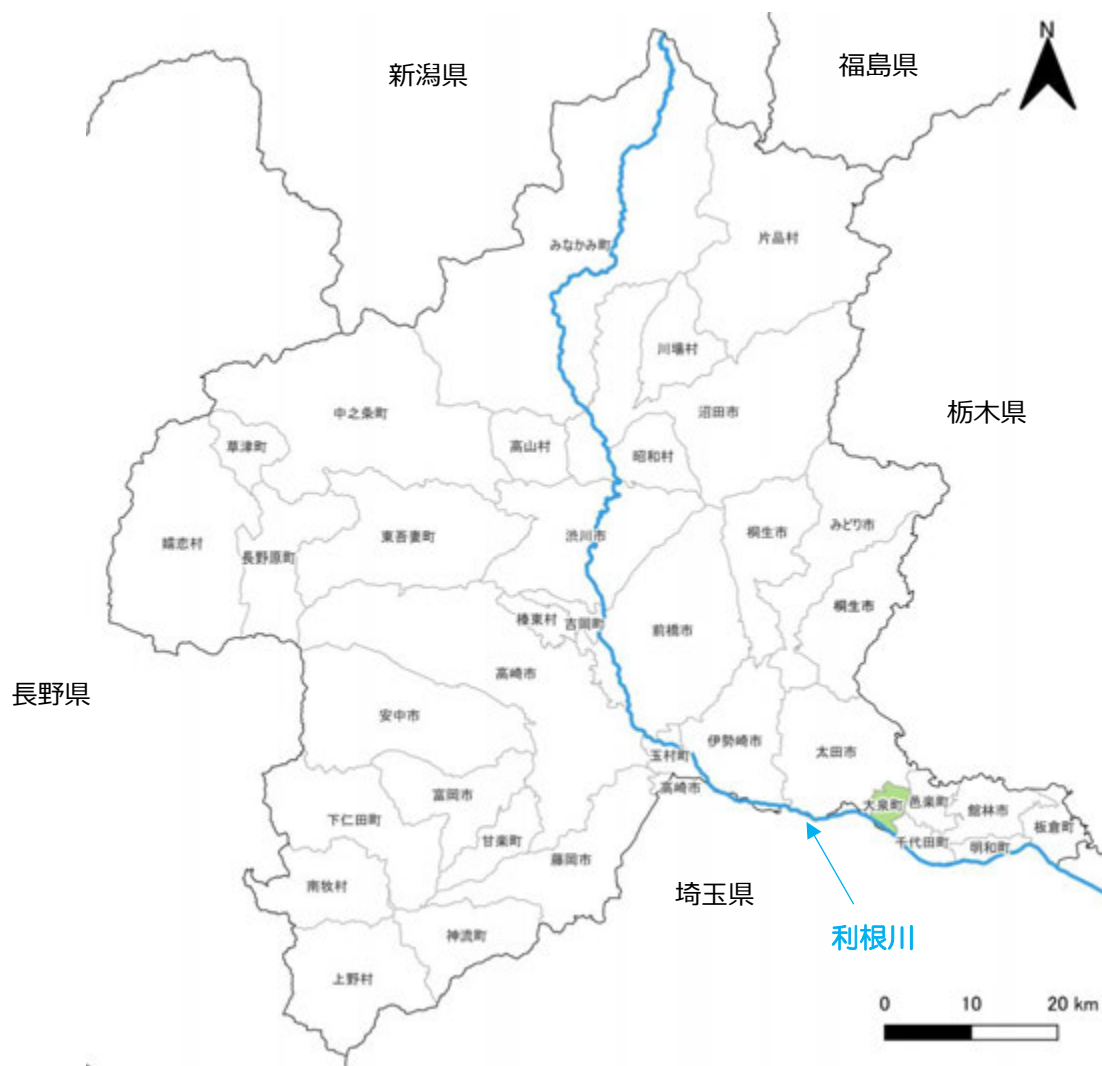 N
新潟県
福島県
みなかみ町
片品村
川場村
中之条町
沼田市
栃木県
草津町
高山村
昭和村
嬬恋村
長野原町
東吾妻町
渋川市
桐生市
みどり市
榛東村
吉岡町
前橋市
桐生市
長野県
高崎市
安中市
玉村町
伊勢崎市
太田市
高崎市
富岡市
下仁田町
甘楽町
大泉町
邑楽町
館林市
板倉町
千代田町
明和町
藤岡市
南牧村
埼玉県
神流町
利根川
上野村
0 10 20 km